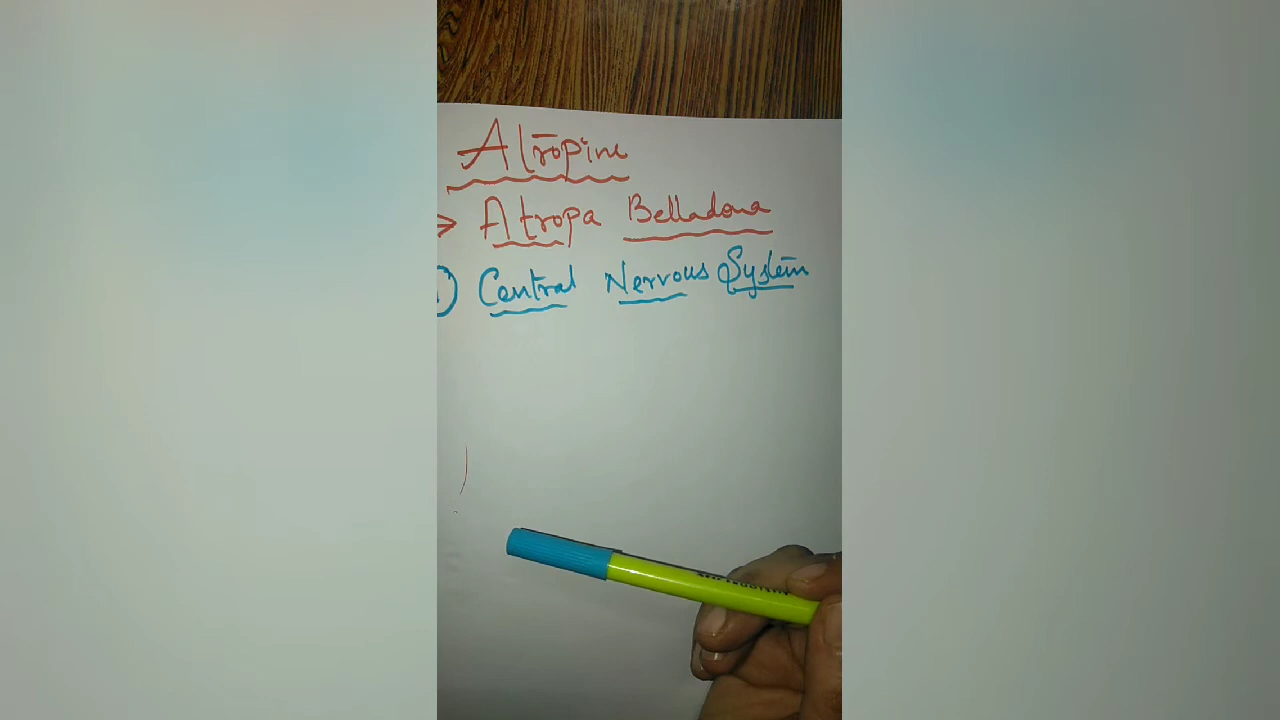 Atropine
→ Atropa Belladona
) Central Nervous System